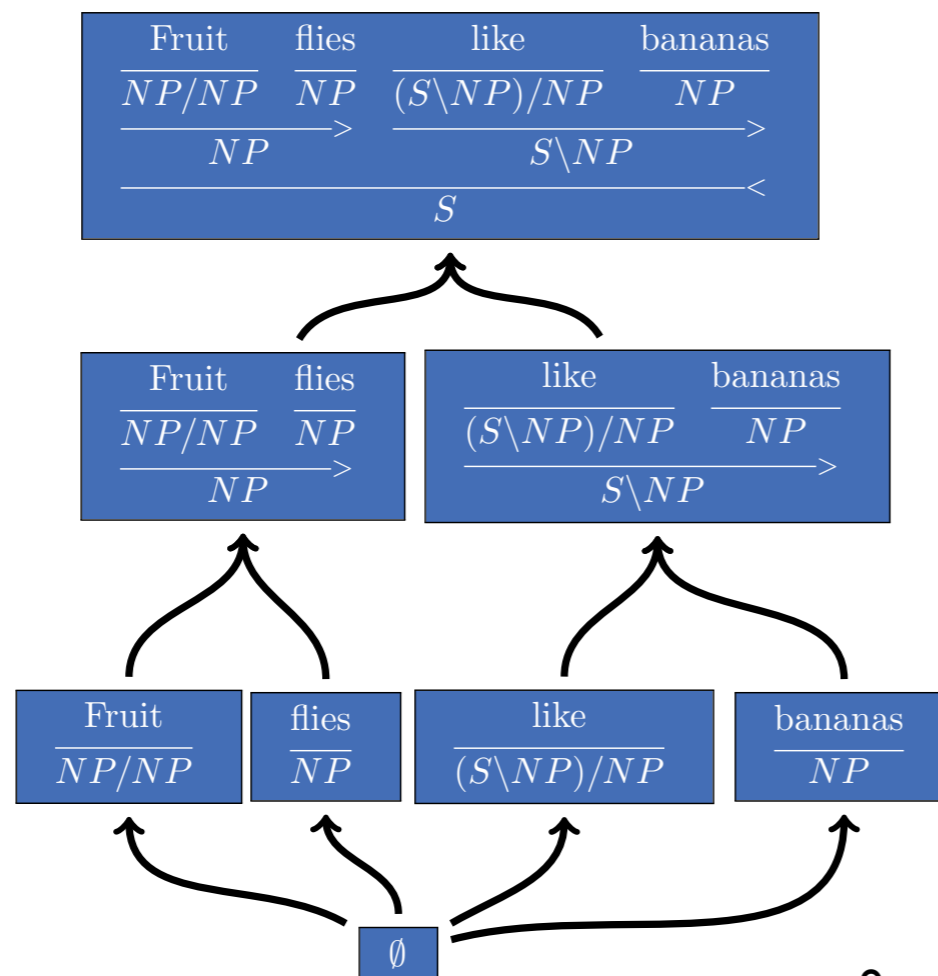 Fruit flies like bananas
NP/NP NP (S\NP)/NP NP
> >
NP S\NP
<
S
Fruit flies
NP/NP NP
>
NP
like bananas
(S\NP)/NP NP
>
S\NP
Fruit
NP/NP
flies
NP
like
(S\NP)/NP
bananas
NP
∅